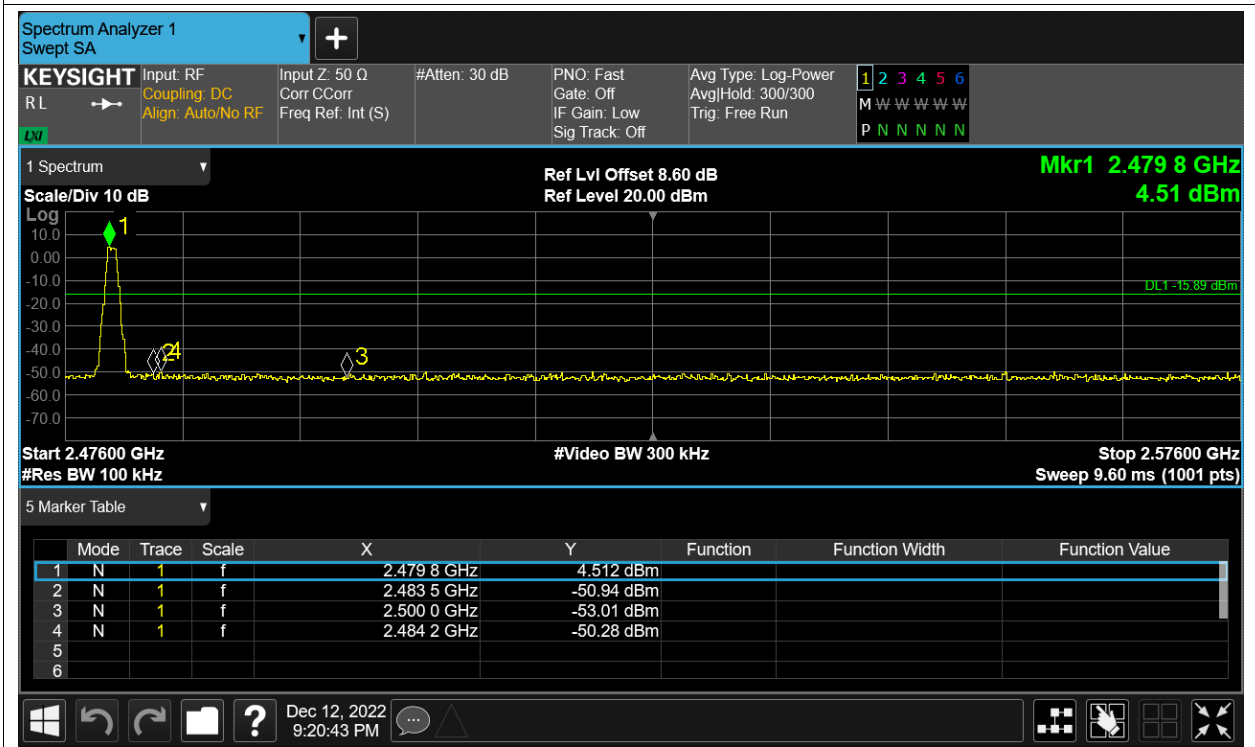 Spectrum Analyzer 1
Swept SA
KEYSIGHT Input: RF Input Z: 50 Ω #Atten: 30 dB PNO: Fast Avg Type: Log-Power 1 2 3 4 5 6
R L Coupling: DC Corr CCorr Gate: Off Avg|Hold: 300/300 M W W W W W
Align: Auto/No RF Freq Ref: Int (S) IF Gain: Low Trig: Free Run
LXI Sig Track: Off P N N N N N
1 Spectrum Ref Lvl Offset 8.60 dB Mkr1 2.479 8 GHz
Scale/Div 10 dB Ref Level 20.00 dBm 4.51 dBm
Log
1
10.0
0.00
-10.0
DL1 -15.89 dBm
-20.0
-30.0
-40.0
2 4 3
-50.0
-60.0
-70.0
Start 2.47600 GHz #Video BW 300 kHz Stop 2.57600 GHz
#Res BW 100 kHz Sweep 9.60 ms (1001 pts)
5 Marker Table
Mode Trace Scale X Y Function Function Width Function Value
1 N 1 f 2.479 8 GHz 4.512 dBm
2 N 1 f 2.483 5 GHz -50.94 dBm
3 N 1 f 2.500 0 GHz -53.01 dBm
4 N 1 f 2.484 2 GHz -50.28 dBm
5
6
? Dec 12, 2022
9:20:43 PM